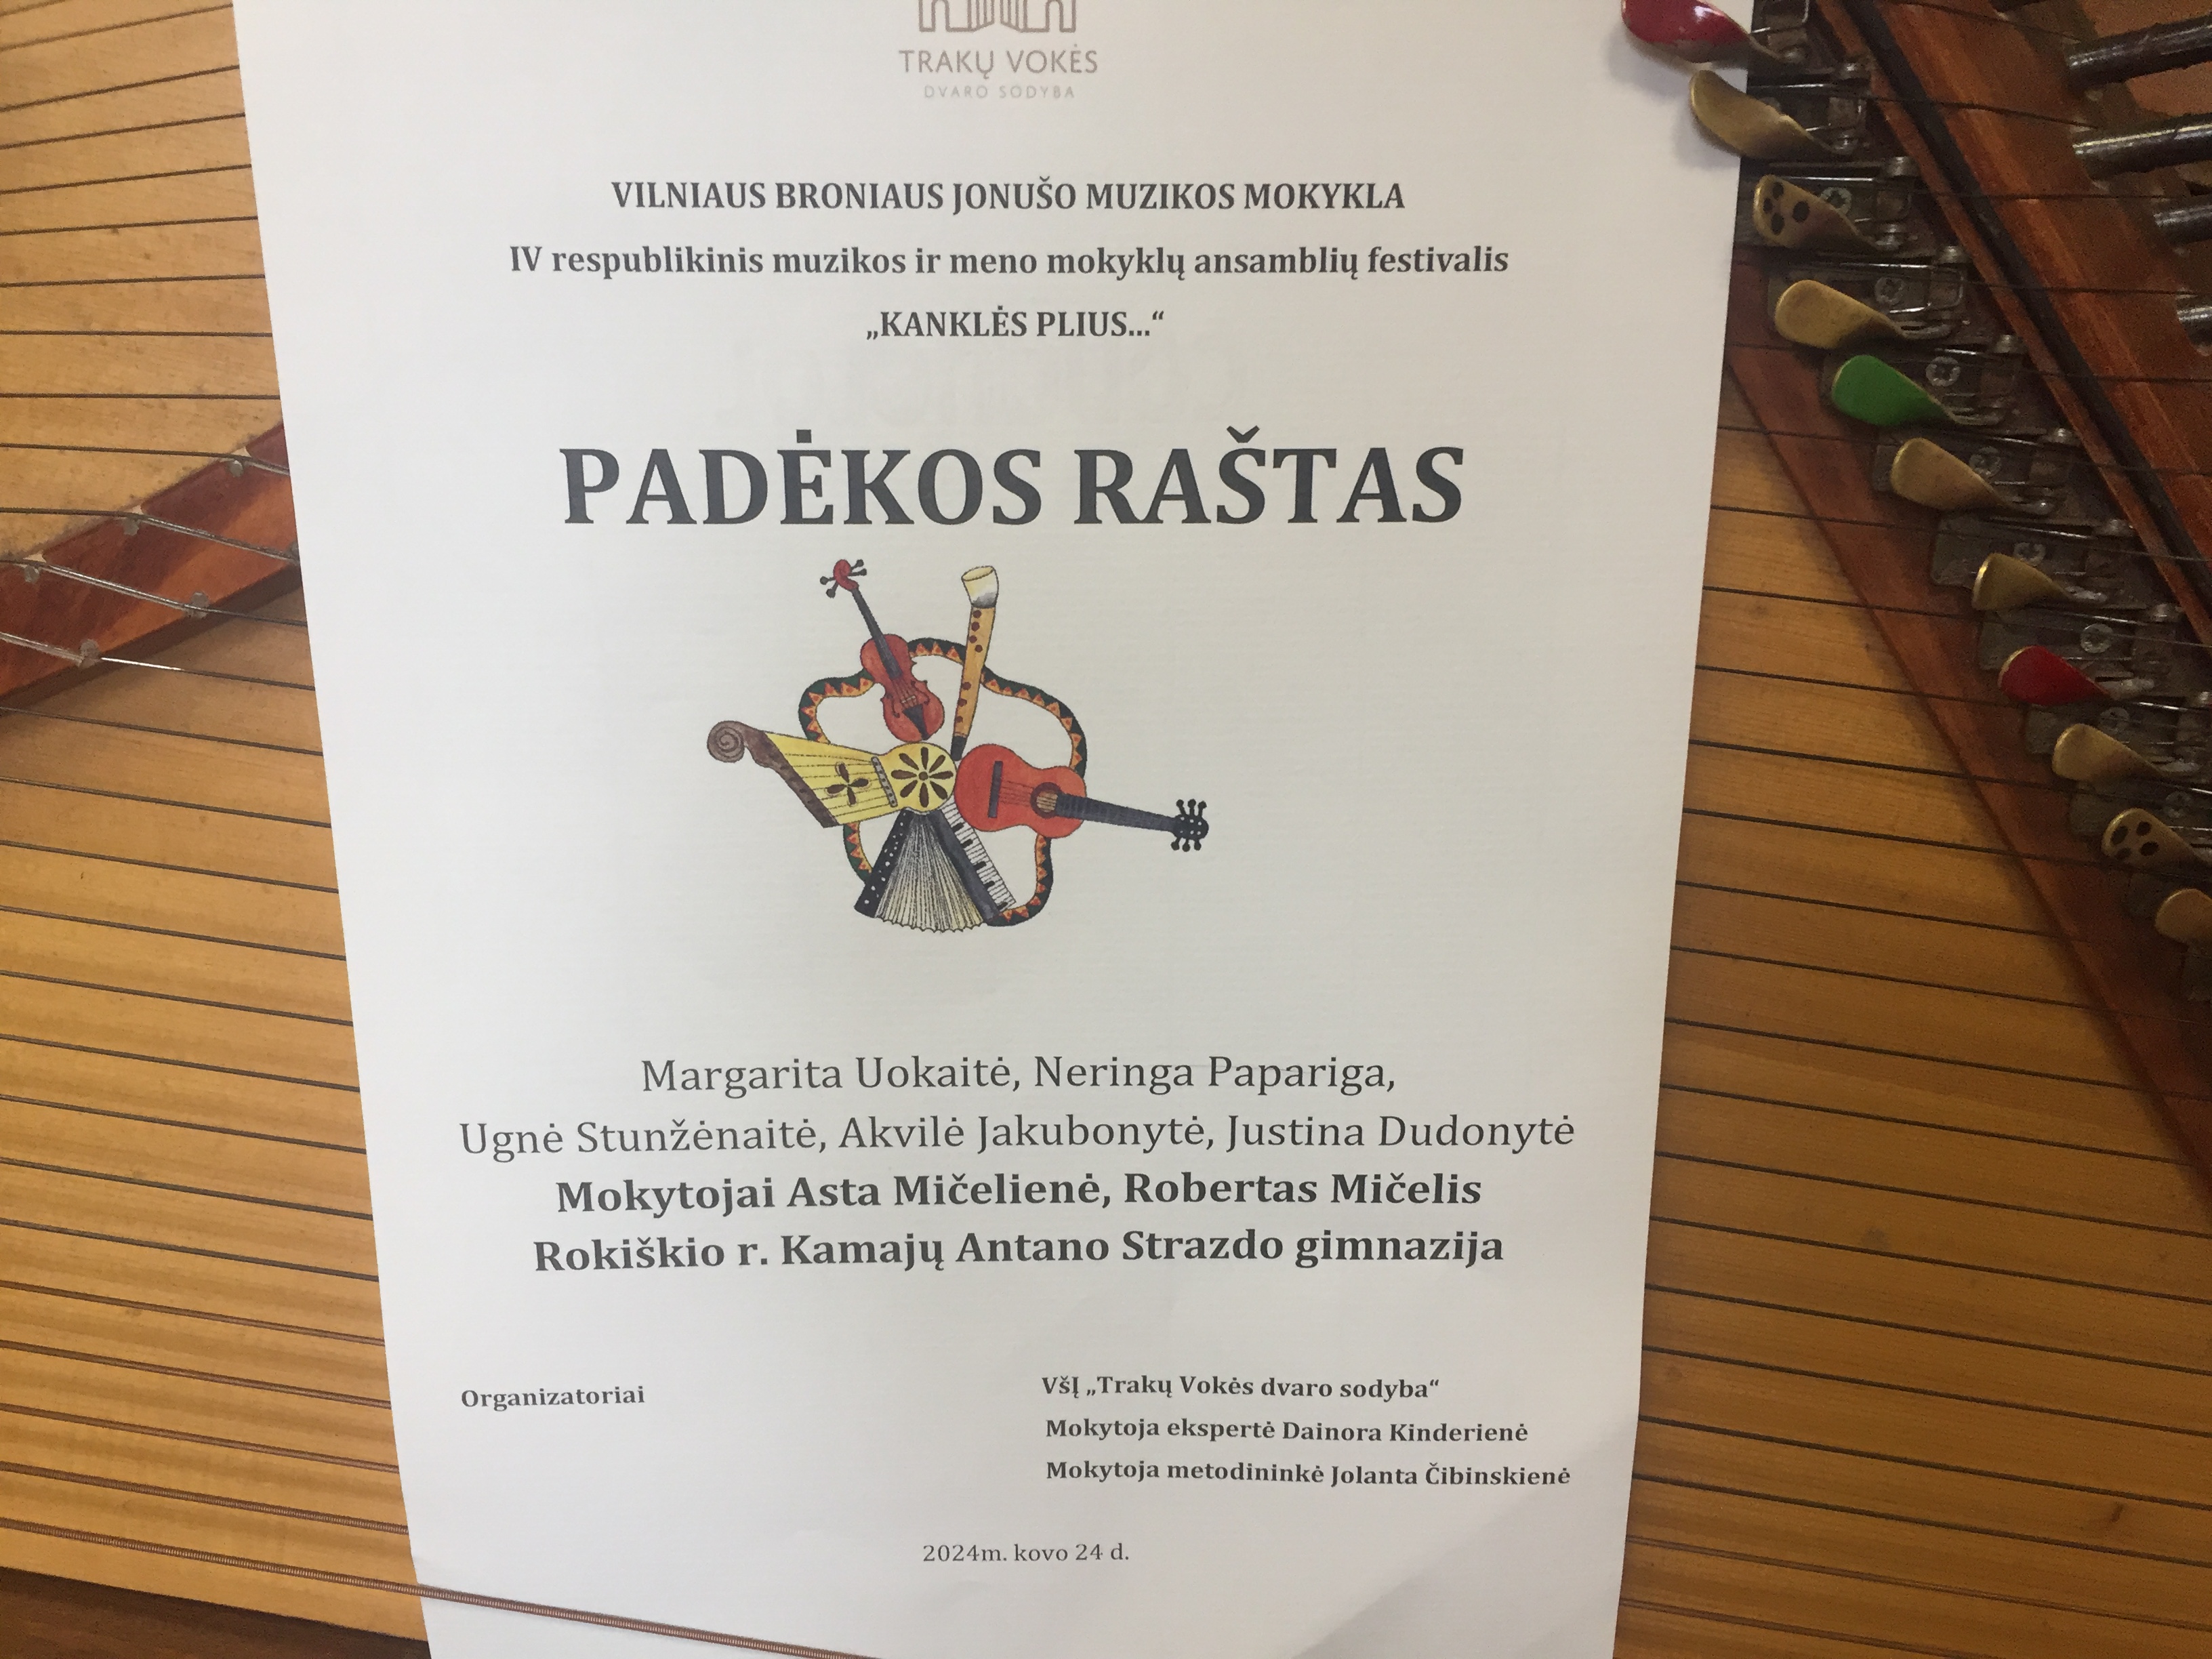 TRAKŲ VOKĖS
DVARO SODYBA
VILNIAUS BRONIAUS JONUŠO MUZIKOS MOKYKLA
IV respublikinis muzikos ir meno mokyklų ansamblių festivalis
„KANKLĖS PLIUS...“
PADĖKOS RAŠTAS
Margarita Uokaitė, Neringa Papariga,
Ugnė Stunžėnaitė, Akvilė Jakubonytė, Justina Dudonytė
Mokytojai Asta Mičelienė, Robertas Mičelis
Rokiškio r. Kamajų Antano Strazdo gimnazija
Organizatoriai
VšĮ „Trakų Vokės dvaro sodyba“
Mokytoja ekspertė Dainora Kinderienė
Mokytoja metodininkė Jolanta Čibinskienė
2024m. kovo 24 d.